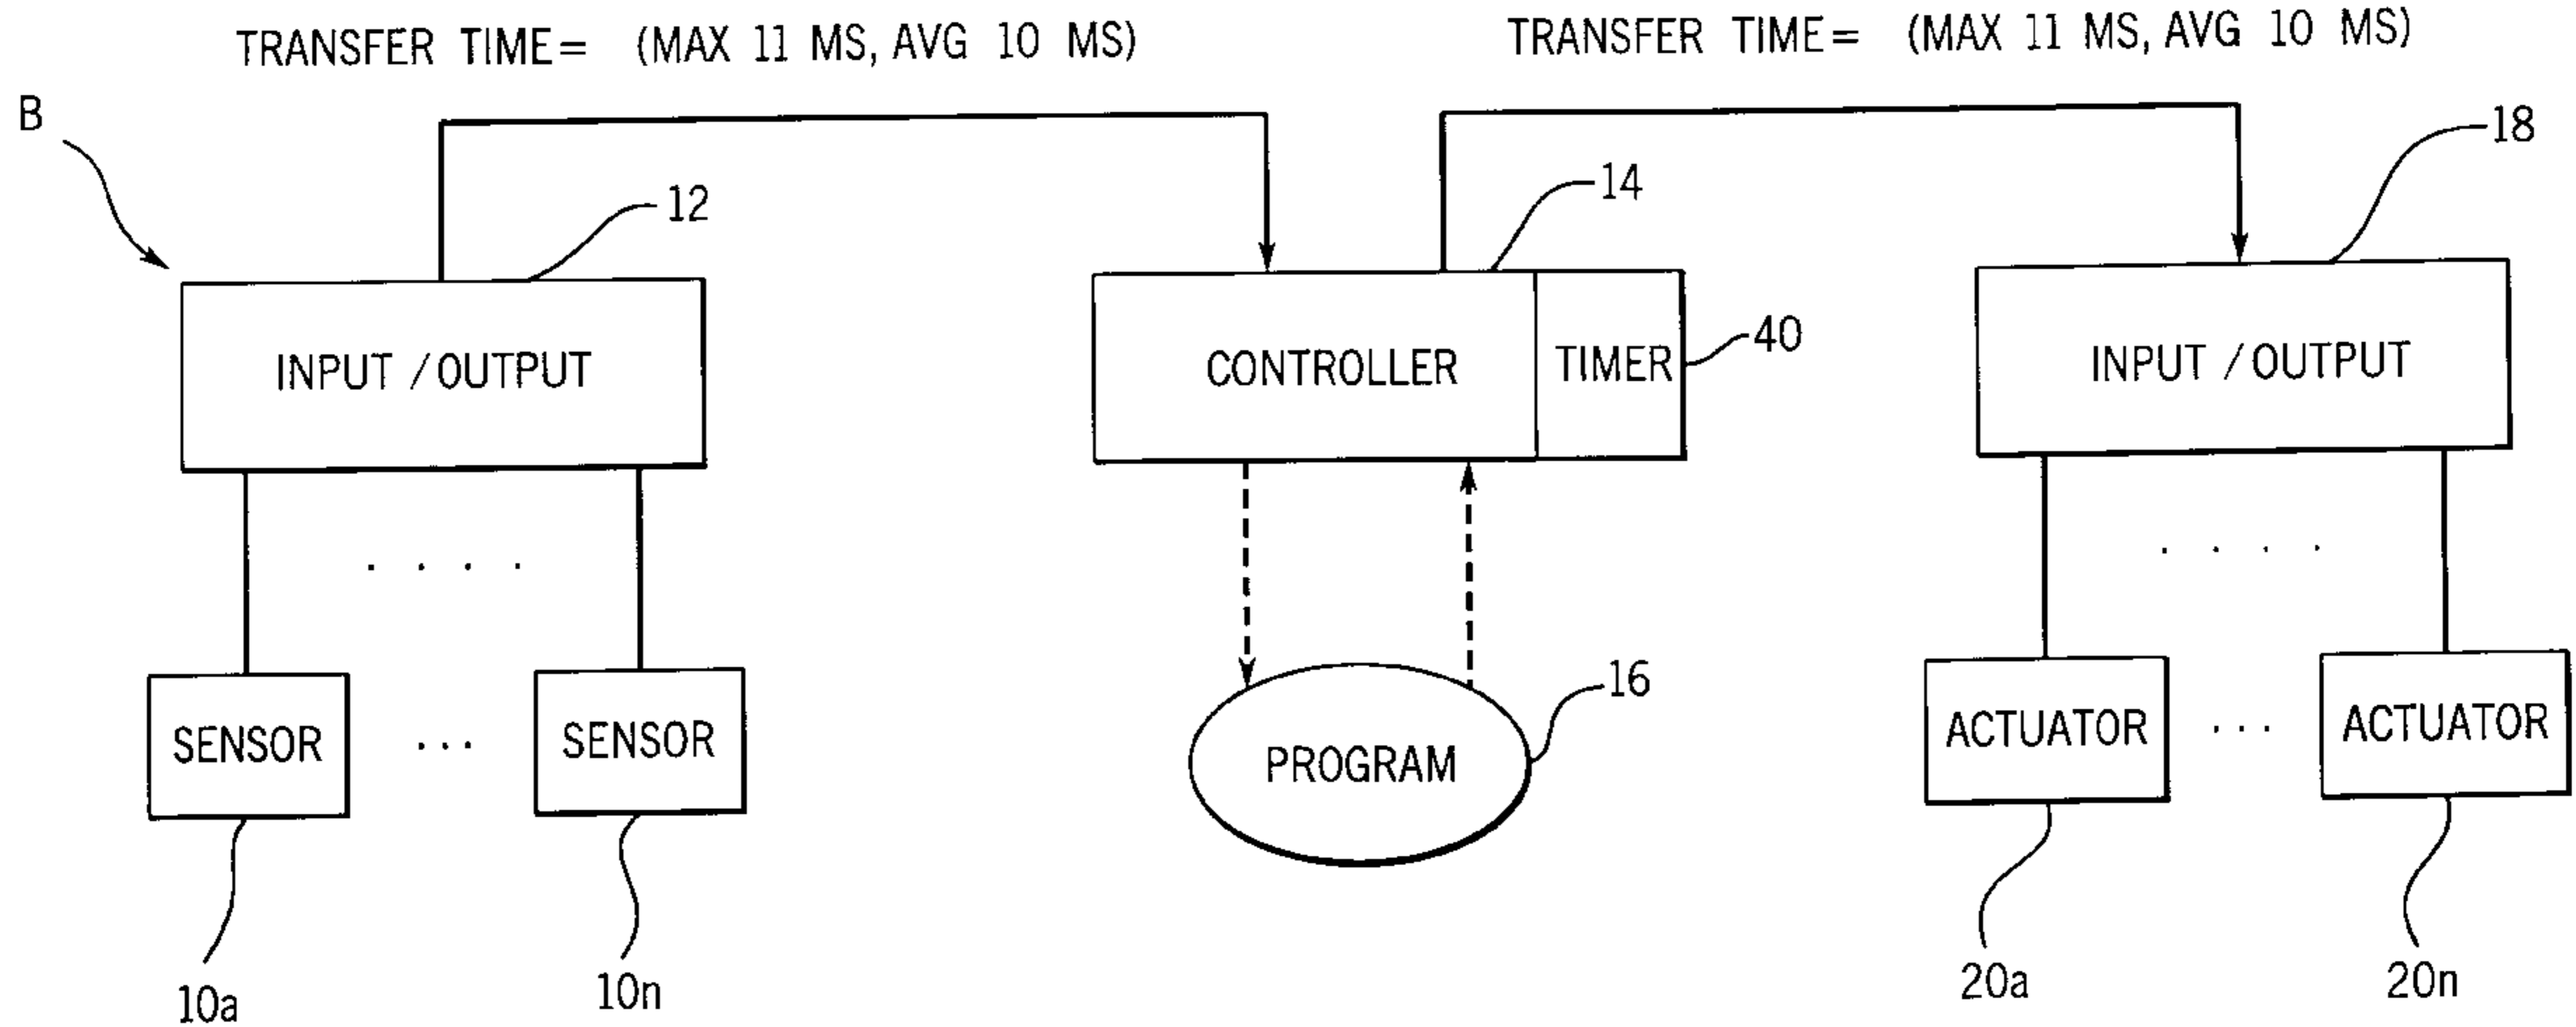 TRANSFER TIME= (MAX 11 MS, AVG 10 MS)
TRANSFER TIME= (MAX 11 MS, AVG 10 MS)
B
12
14
18
INPUT / OUTPUT
CONTROLLER
TIMER
40
INPUT / OUTPUT
. . . .
. . . .
SENSOR
...
SENSOR
PROGRAM
16
ACTUATOR
...
ACTUATOR
10a
10n
20a
20n